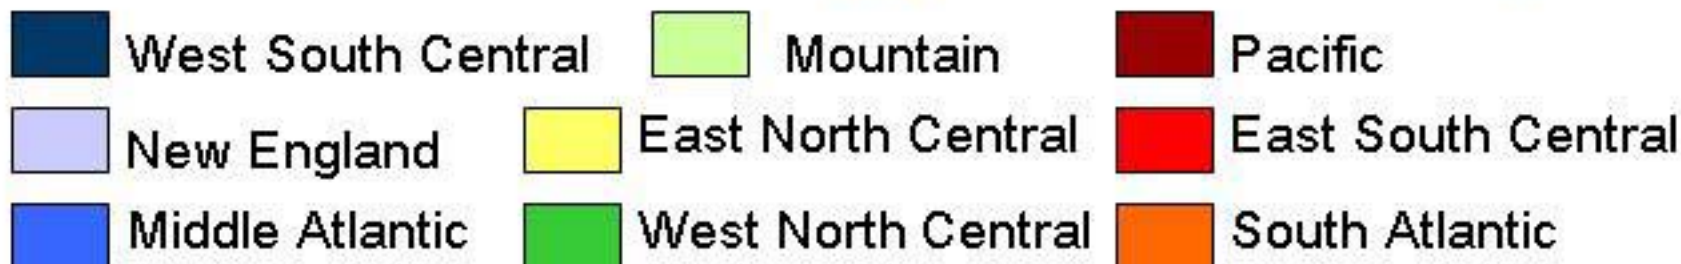 West South Central Mountain Pacific
New England East North Central East South Central
Middle Atlantic West North Central South Atlantic